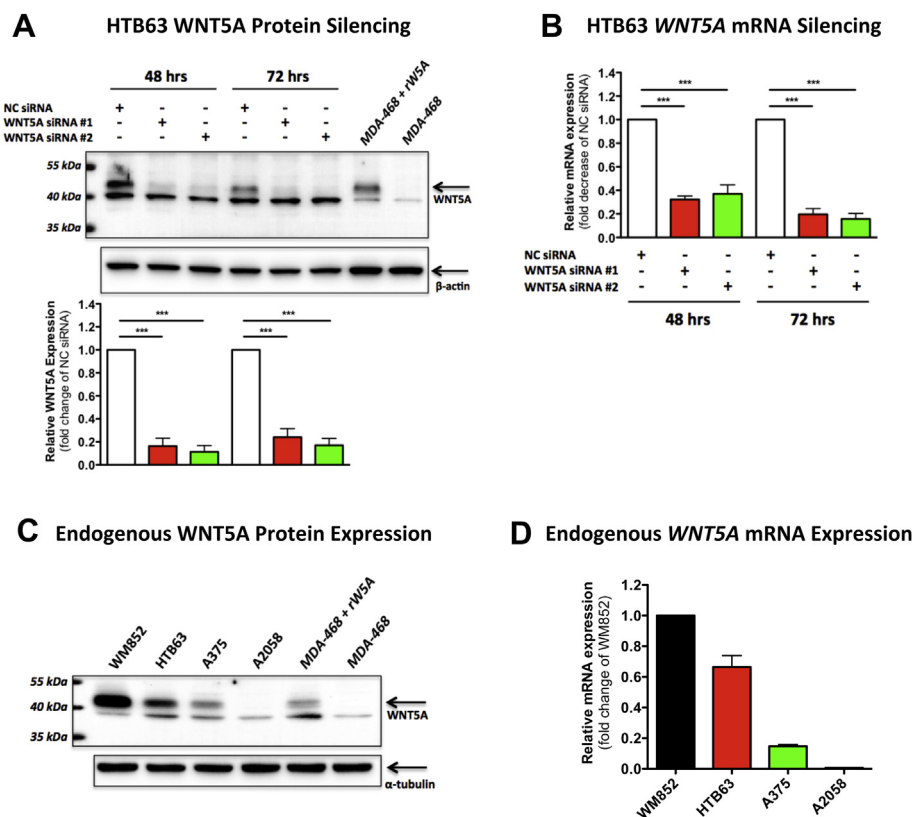 A HTB63 WNT5A Protein Silencing
48 hrs 72 hrs
NC siRNA + - - + - -
WNT5A siRNA #1 - + - - + -
WNT5A siRNA #2 - - + - - +
MDA-468 + rW5A
MDA-468
55 kDa
40 kDa
35 kDa
WNT5A
β-actin
Relative WNT5A Expression
(fold change of NC siRNA)
1.4
1.2
1.0
0.8
0.6
0.4
0.2
0.0
***
***
***
***
B HTB63 WNT5A mRNA Silencing
Relative mRNA expression
(fold decrease of NC siRNA)
1.4
1.2
1.0
0.8
0.6
0.4
0.2
0.0
***
***
***
***
NC siRNA + - - + - -
WNT5A siRNA #1 - + - - + -
WNT5A siRNA #2 - - + - - +
48 hrs 72 hrs
C Endogenous WNT5A Protein Expression
WM852
HTB63
A375
A2058
MDA-468 + rW5A
MDA-468
55 kDa
40 kDa
35 kDa
WNT5A
α-tubulin
D Endogenous WNT5A mRNA Expression
Relative mRNA expression
(fold change of WM852)
1.2
1.0
0.8
0.6
0.4
0.2
0.0
WM852
HTB63
A375
A2058